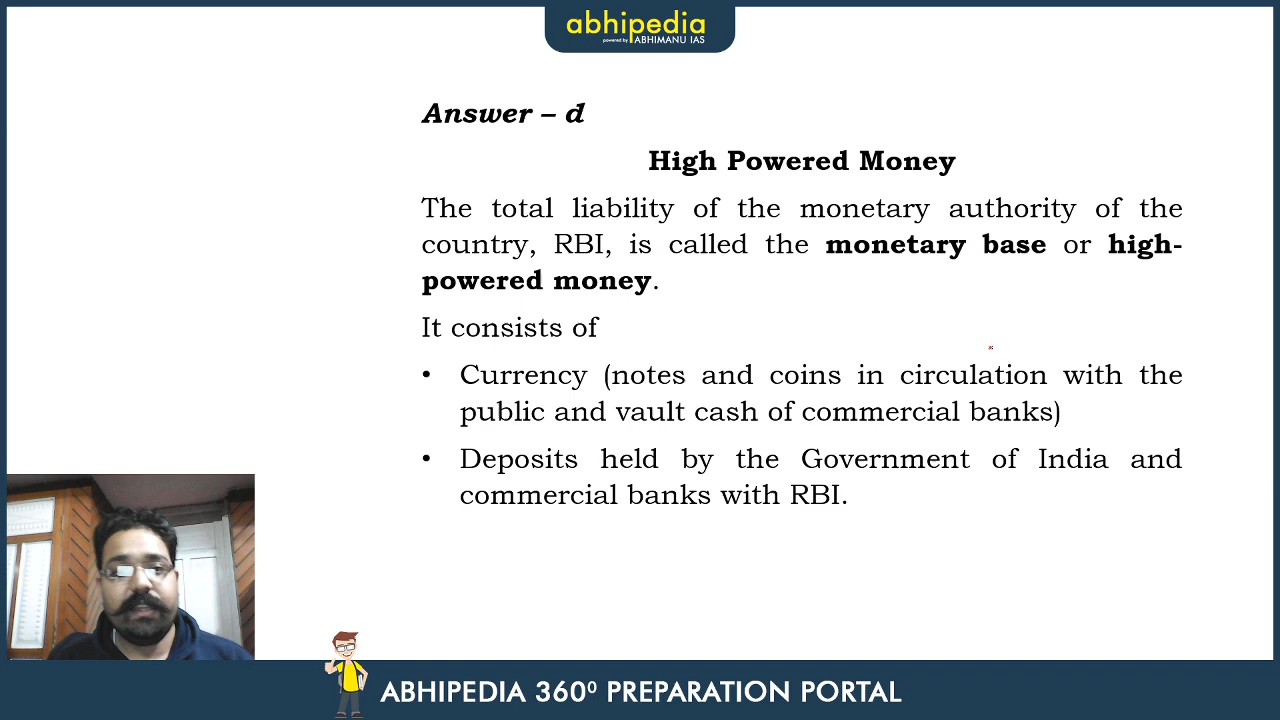 abhipedia
powered by ABHIMANU IAS
Answer – d
High Powered Money
The total liability of the monetary authority of the
country, RBI, is called the monetary base or high-
powered money.
It consists of
• Currency (notes and coins in circulation with the
public and vault cash of commercial banks)
• Deposits held by the Government of India and
commercial banks with RBI.
ABHIPEDIA 360⁰ PREPARATION PORTAL